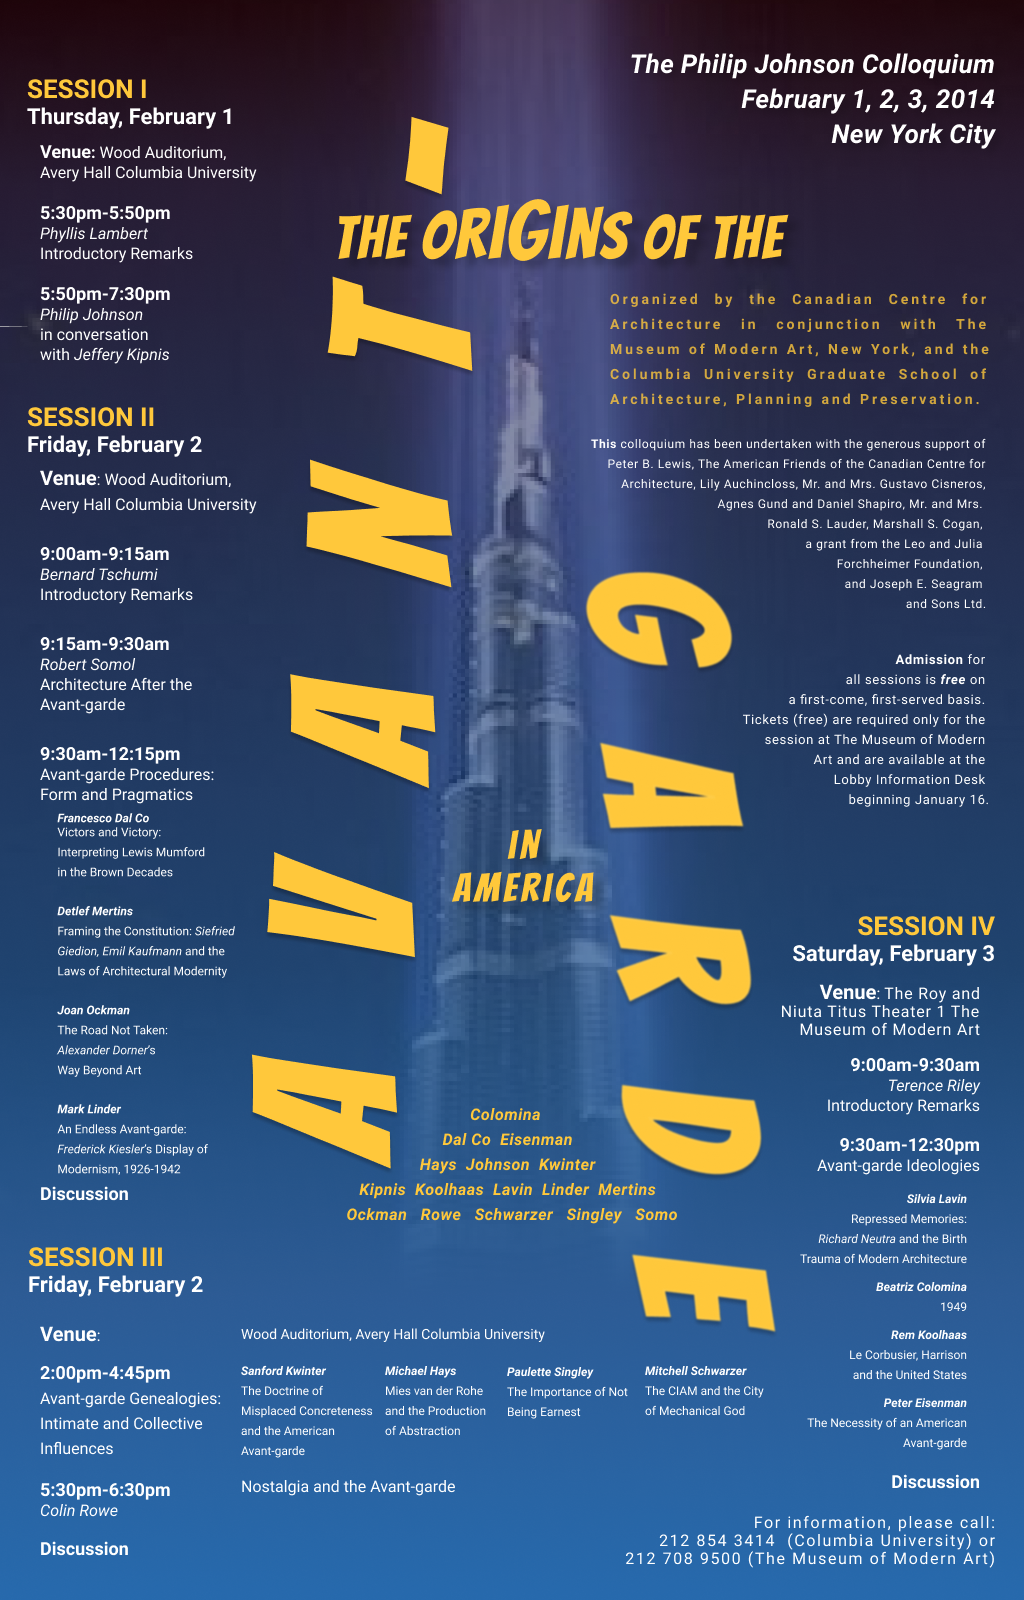 The Philip Johnson Colloquium
February 1, 2, 3, 2014
New York City
THE ORIGINS OF THE
AVANT-
GARDE
IN
AMERICA
Organized by the Canadian Centre for
Architecture in conjunction with The
Museum of Modern Art, New York, and the
Columbia University Graduate School of
Architecture, Planning and Preservation.
This colloquium has been undertaken with the generous support of
Peter B. Lewis, The American Friends of the Canadian Centre for
Architecture, Lily Auchincloss, Mr. and Mrs. Gustavo Cisneros,
Agnes Gund and Daniel Shapiro, Mr. and Mrs.
Ronald S. Lauder, Marshall S. Cogan,
a grant from the Leo and Julia
Forchheimer Foundation,
and Joseph E. Seagram
and Sons Ltd.
Admission for
all sessions is free on
a first-come, first-served basis.
Tickets (free) are required only for the
session at The Museum of Modern
Art and are available at the
Lobby Information Desk
beginning January 16.
SESSION I
Thursday, February 1
Venue: Wood Auditorium,
Avery Hall Columbia University
5:30pm-5:50pm
Phyllis Lambert
Introductory Remarks
5:50pm-7:30pm
Philip Johnson
in conversation
with Jeffery Kipnis
SESSION II
Friday, February 2
Venue: Wood Auditorium,
Avery Hall Columbia University
9:00am-9:15am
Bernard Tschumi
Introductory Remarks
9:15am-9:30am
Robert Somol
Architecture After the
Avant-garde
9:30am-12:15pm
Avant-garde Procedures:
Form and Pragmatics
Francesco Dal Co
Victors and Victory:
Interpreting Lewis Mumford
in the Brown Decades
Detlef Mertins
Framing the Constitution: Siefried
Giedion, Emil Kaufmann and the
Laws of Architectural Modernity
Joan Ockman
The Road Not Taken:
Alexander Dorner's
Way Beyond Art
Mark Linder
An Endless Avant-garde:
Frederick Kiesler's Display of
Modernism, 1926-1942
Discussion
Colomina
Dal Co Eisenman
Hays Johnson Kwinter
Kipnis Koolhaas Lavin Linder Mertins
Ockman Rowe Schwarzer Singley Somo
SESSION III
Friday, February 2
Venue:
Wood Auditorium, Avery Hall Columbia University
2:00pm-4:45pm
Avant-garde Genealogies:
Intimate and Collective
Influences
Sanford Kwinter
The Doctrine of
Misplaced Concreteness
and the American
Avant-garde
Michael Hays
Mies van der Rohe
and the Production
of Abstraction
Paulette Singley
The Importance of Not
Being Earnest
Mitchell Schwarzer
The CIAM and the City
of Mechanical God
5:30pm-6:30pm
Colin Rowe
Nostalgia and the Avant-garde
Discussion
SESSION IV
Saturday, February 3
Venue: The Roy and
Niuta Titus Theater 1 The
Museum of Modern Art
9:00am-9:30am
Terence Riley
Introductory Remarks
9:30am-12:30pm
Avant-garde Ideologies
Silvia Lavin
Repressed Memories:
Richard Neutra and the Birth
Trauma of Modern Architecture
Beatriz Colomina
1949
Rem Koolhaas
Le Corbusier, Harrison
and the United States
Peter Eisenman
The Necessity of an American
Avant-garde
Discussion
For information, please call:
212 854 3414 (Columbia University) or
212 708 9500 (The Museum of Modern Art)